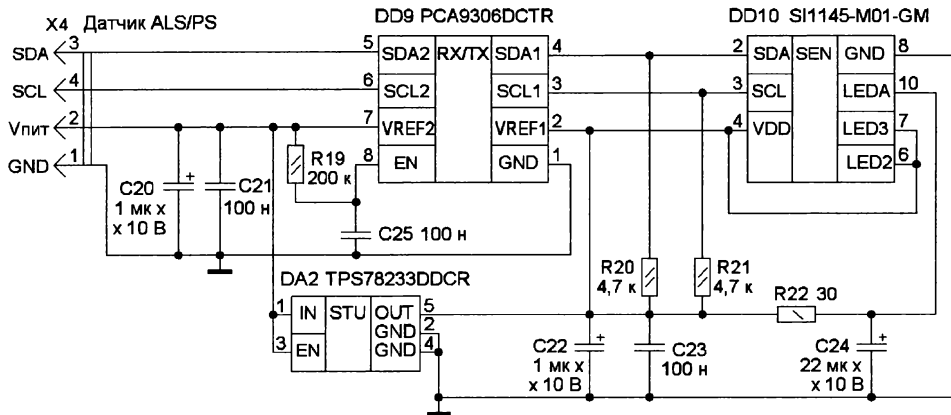 X4 Датчик ALS/PS
DD9 PCA9306DCTR
DD10 SI1145-M01-GM
SDA 3
5 SDA2 RX/TX SDA1 4
2 SDA SEN GND 8
SCL 4
6 SCL2 SCL1 3
3 SCL LEDA 10
Vпит 2
7 VREF2 VREF1 2
4 VDD LED3 7
GND 1
R19
200 к
8 EN GND 1
LED2 6
C20 +
1 мк х
х 10 В
C21
100 н
C25 100 н
DA2 TPS78233DDCR
R20
4,7 к
R21
4,7 к
R22 30
1 IN STU OUT 5
GND 2
3 EN GND 4
C22 +
1 мк х
х 10 В
C23
100 н
C24 +
22 мк х
х 10 В